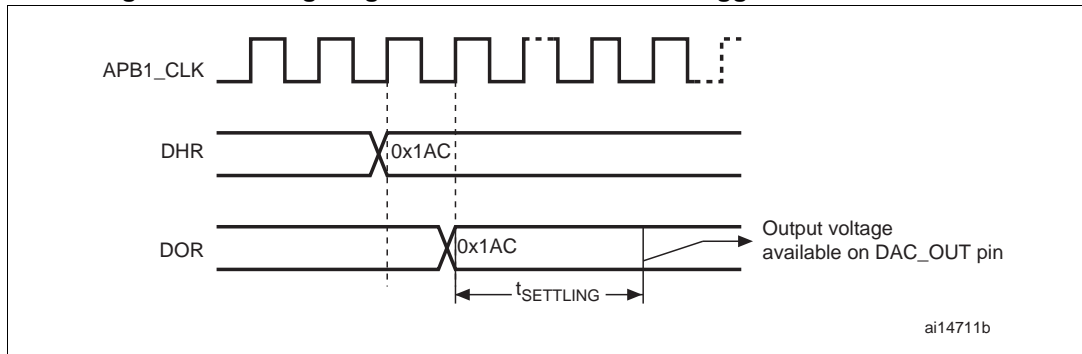 APB1_CLK
DHR
0x1AC
DOR
0x1AC
Output voltage
available on DAC_OUT pin
tSETTLING
ai14711b